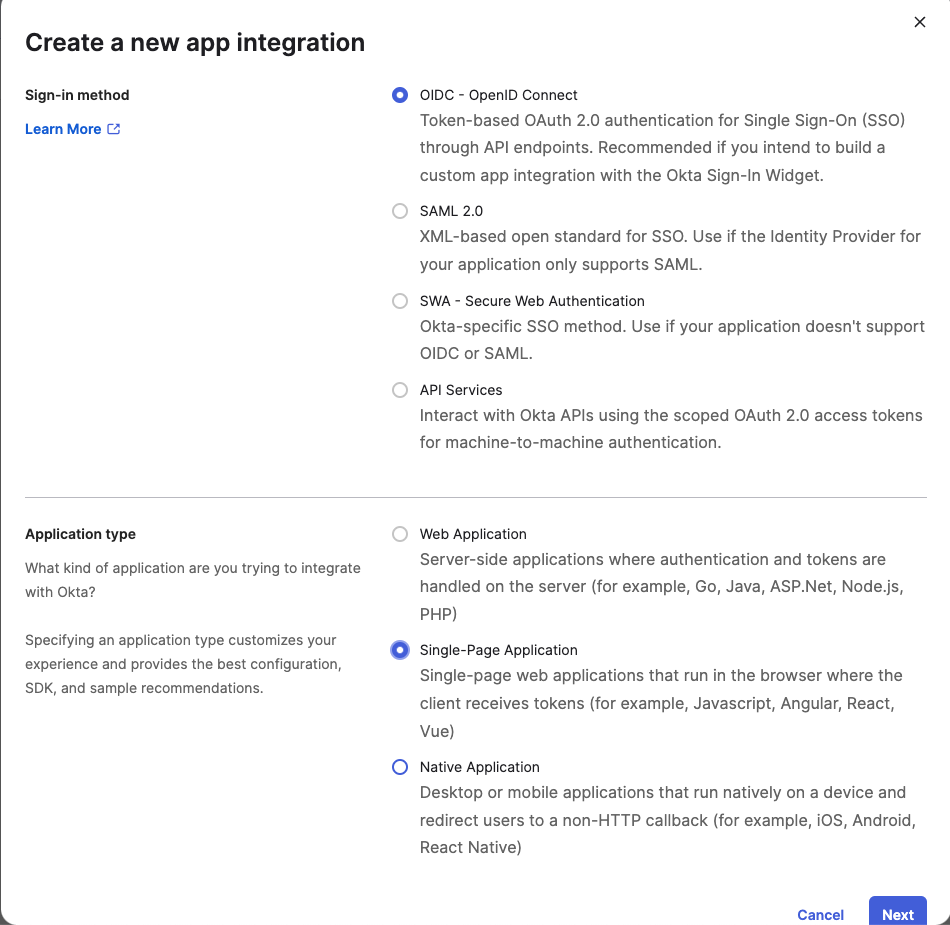 Create a new app integration
Sign-in method
Learn More
OIDC - OpenID Connect
Token-based OAuth 2.0 authentication for Single Sign-On (SSO)
through API endpoints. Recommended if you intend to build a
custom app integration with the Okta Sign-In Widget.
SAML 2.0
XML-based open standard for SSO. Use if the Identity Provider for
your application only supports SAML.
SWA - Secure Web Authentication
Okta-specific SSO method. Use if your application doesn't support
OIDC or SAML.
API Services
Interact with Okta APIs using the scoped OAuth 2.0 access tokens
for machine-to-machine authentication.
Application type
What kind of application are you trying to integrate
with Okta?
Specifying an application type customizes your
experience and provides the best configuration,
SDK, and sample recommendations.
Web Application
Server-side applications where authentication and tokens are
handled on the server (for example, Go, Java, ASP.Net, Node.js,
PHP)
Single-Page Application
Single-page web applications that run in the browser where the
client receives tokens (for example, Javascript, Angular, React,
Vue)
Native Application
Desktop or mobile applications that run natively on a device and
redirect users to a non-HTTP callback (for example, iOS, Android,
React Native)
Cancel
Next